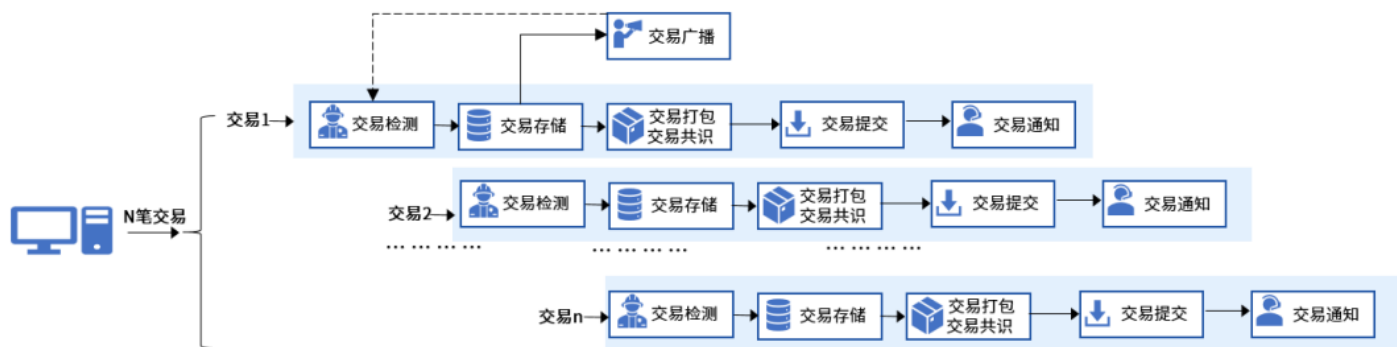 交易广播
交易1
交易检测
交易存储
交易打包
交易共识
交易提交
交易通知
N笔交易
交易2
交易检测
交易存储
交易打包
交易共识
交易提交
交易通知
… … … …
… … … …
… … … …
交易n
交易检测
交易存储
交易打包
交易共识
交易提交
交易通知